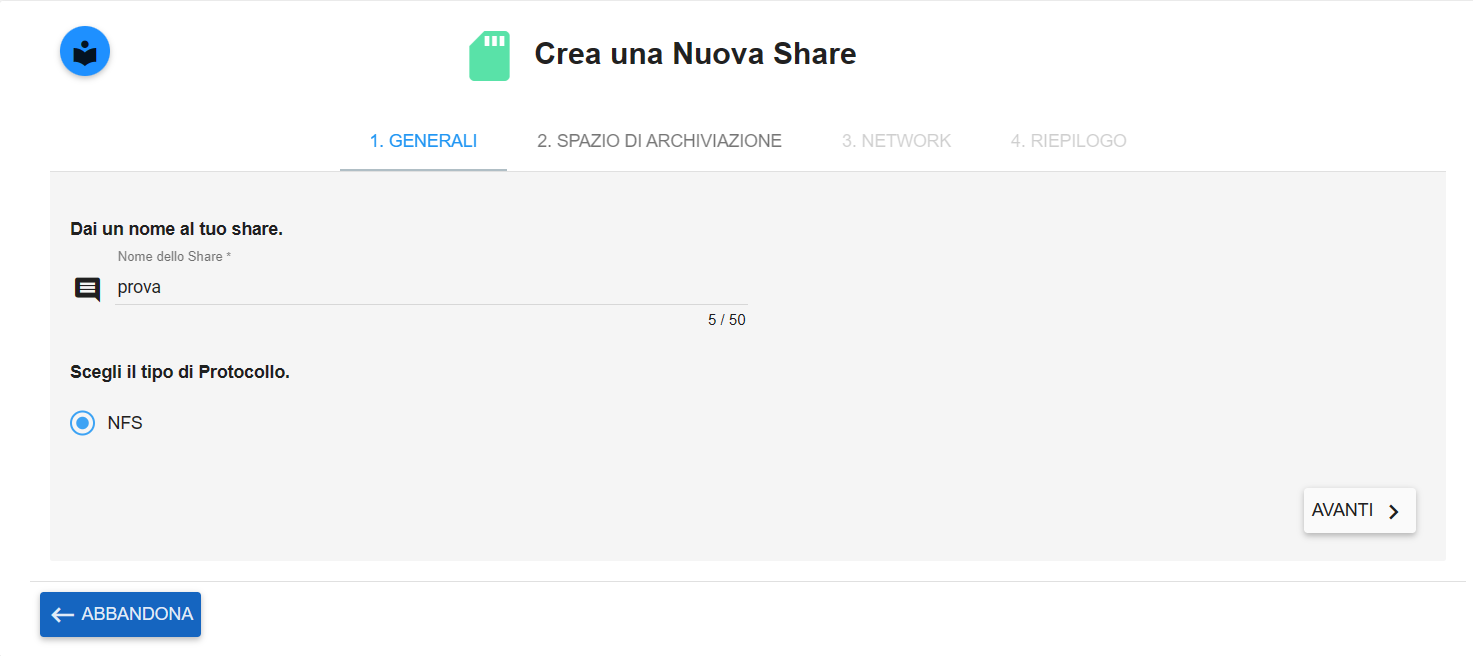 Crea una Nuova Share
1. GENERALI 2. SPAZIO DI ARCHIVIAZIONE 3. NETWORK 4. RIEPILOGO
Dai un nome al tuo share.
Nome dello Share *
prova
5 / 50
Scegli il tipo di Protocollo.
NFS
AVANTI
ABBANDONA